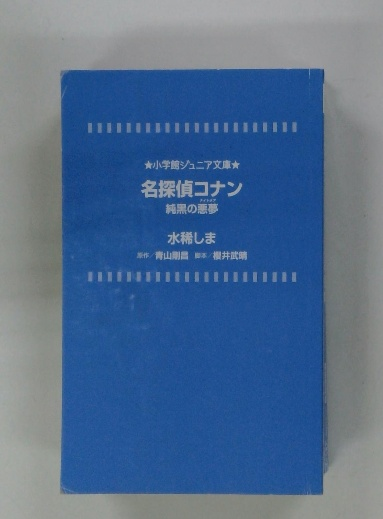 ★小学館ジュニア文庫★
名探偵コナン
純黒の悪夢
ナイトメア
水稀しま
原作/青山剛昌 脚本/櫻井武晴